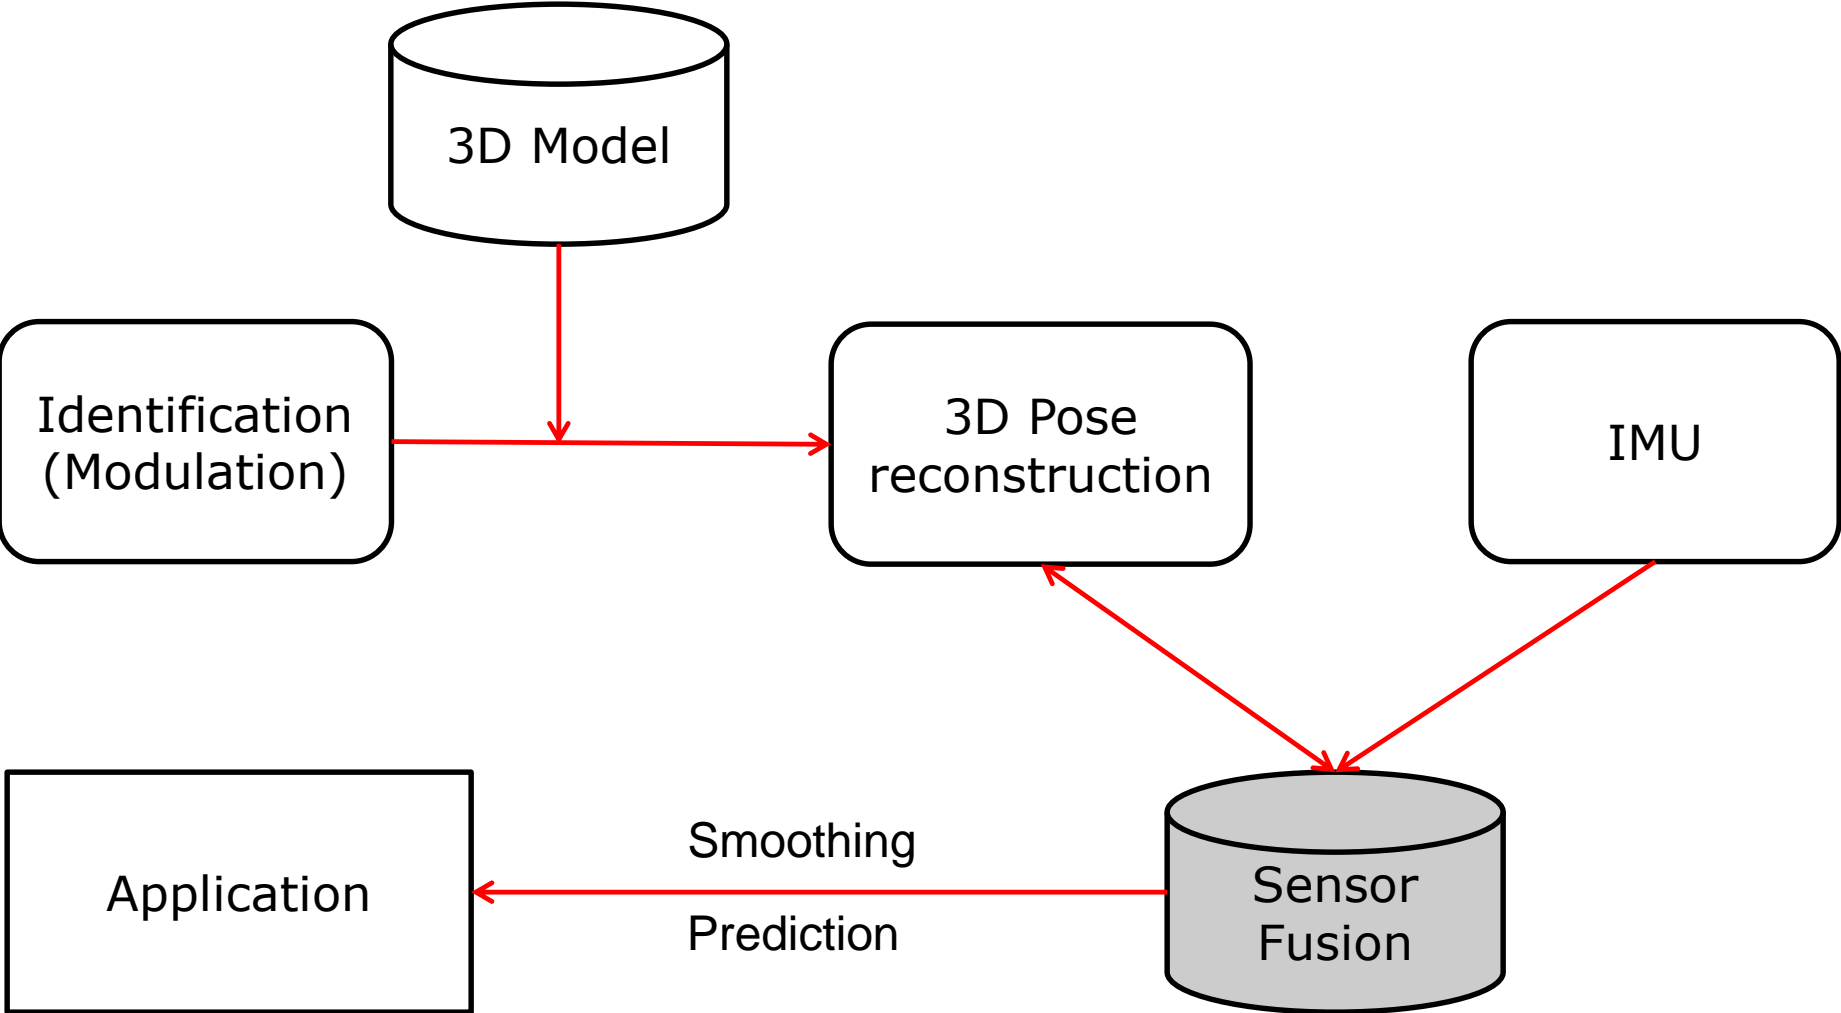 3D Model
Identification
(Modulation)
3D Pose
reconstruction
IMU
Application
Smoothing
Prediction
Sensor
Fusion